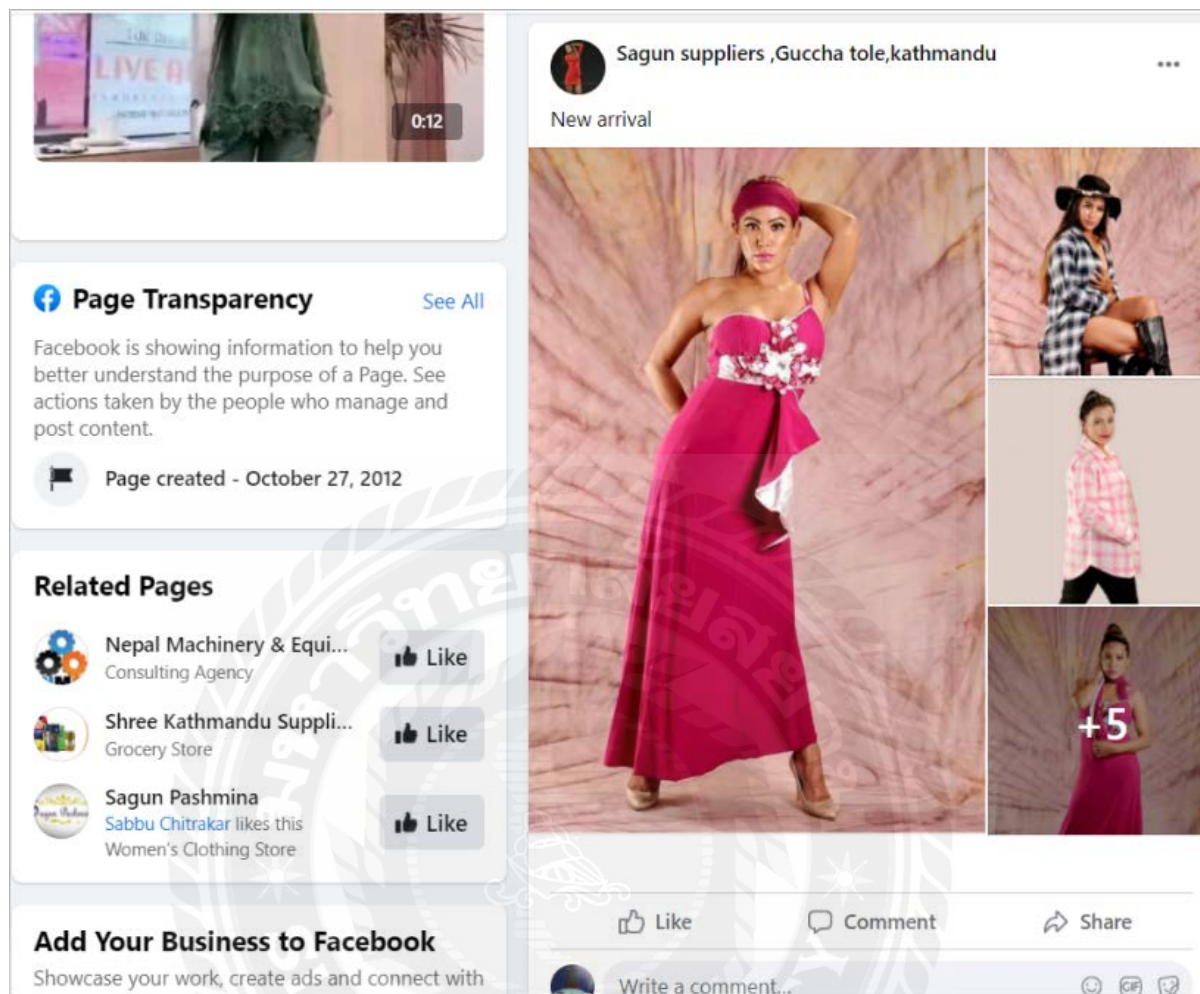 LIVE
0:12
Page Transparency
See All
Facebook is showing information to help you
better understand the purpose of a Page. See
actions taken by the people who manage and
post content.
Page created - October 27, 2012
Related Pages
Nepal Machinery & Equi...
Consulting Agency
Like
Shree Kathmandu Suppli...
Grocery Store
Like
Sagun Pashmina
Sabbu Chitrakar likes this
Women's Clothing Store
Like
Add Your Business to Facebook
Showcase your work, create ads and connect with
Sagun suppliers ,Guccha tole,kathmandu
New arrival
+5
Like
Comment
Share
Write a comment...
GIF